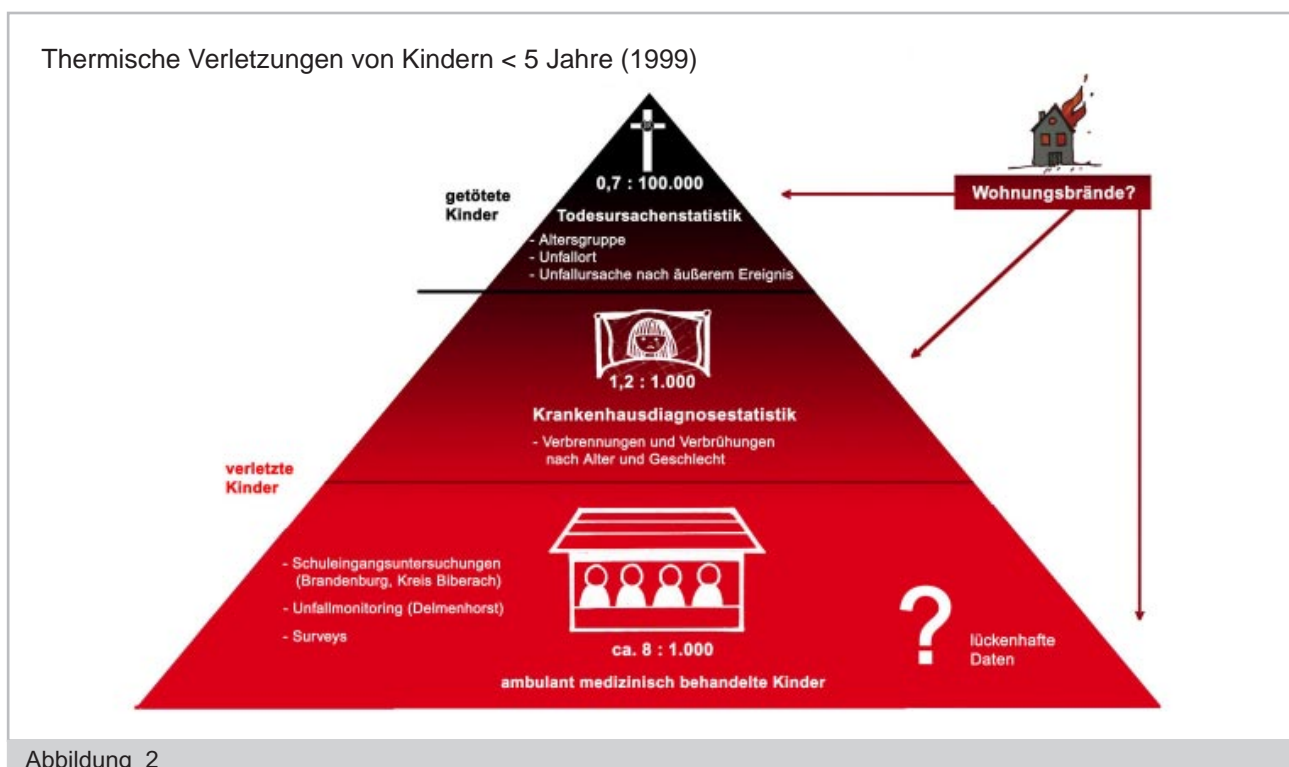 Thermische Verletzungen von Kindern < 5 Jahre (1999)
0,7 : 100.000
getötete
Kinder
Todesursachenstatistik
- Altersgruppe
- Unfallort
- Unfallursache nach äußerem Ereignis
Wohnungsbrände?
1,2 : 1.000
Krankenhausdiagnosestatistik
- Verbrennungen und Verbrühungen
nach Alter und Geschlecht
verletzte
Kinder
- Schuleingangsuntersuchungen
(Brandenburg, Kreis Biberach)
- Unfallmonitoring (Delmenhorst)
- Surveys
ca. 8 : 1.000
ambulant medizinisch behandelte Kinder
?
lückenhafte
Daten
Abbildung 2